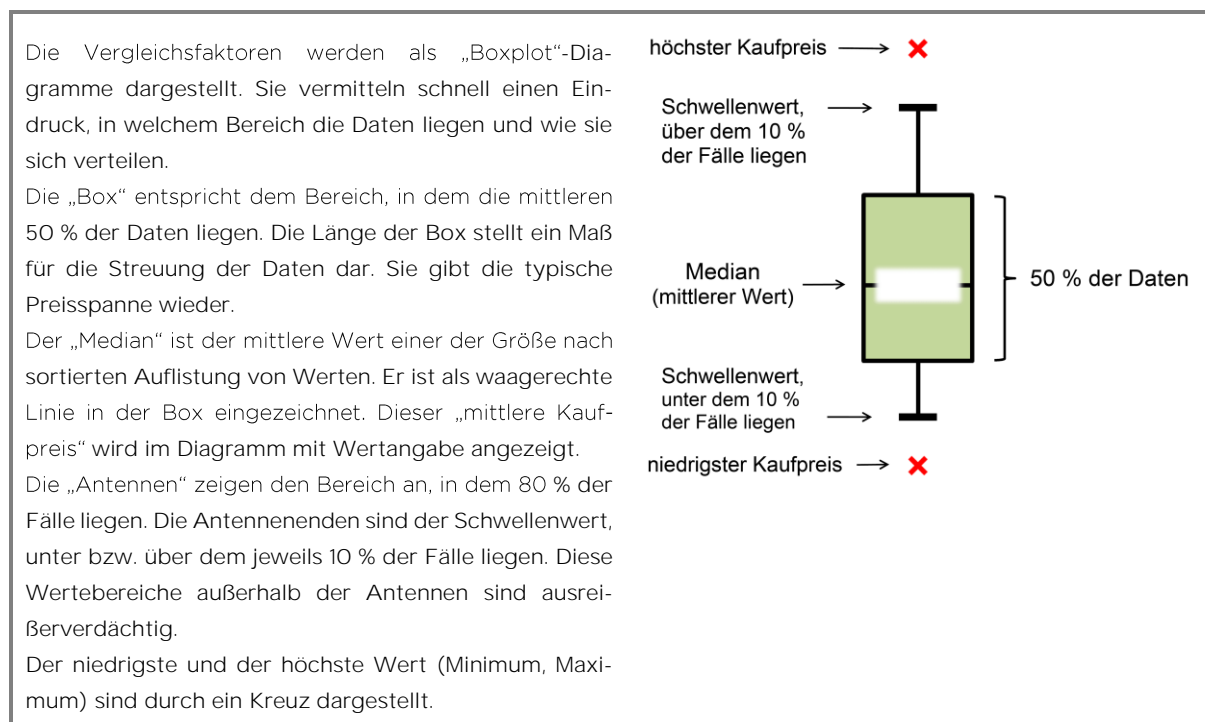 Die Vergleichsfaktoren werden als „Boxplot“-Dia-
gramme dargestellt. Sie vermitteln schnell einen Ein-
druck, in welchem Bereich die Daten liegen und wie sie
sich verteilen.
Die „Box“ entspricht dem Bereich, in dem die mittleren
50 % der Daten liegen. Die Länge der Box stellt ein Maß
für die Streuung der Daten dar. Sie gibt die typische
Preisspanne wieder.
Der „Median“ ist der mittlere Wert einer der Größe nach
sortierten Auflistung von Werten. Er ist als waagerechte
Linie in der Box eingezeichnet. Dieser „mittlere Kauf-
preis“ wird im Diagramm mit Wertangabe angezeigt.
Die „Antennen“ zeigen den Bereich an, in dem 80 % der
Fälle liegen. Die Antennenenden sind der Schwellenwert,
unter bzw. über dem jeweils 10 % der Fälle liegen. Diese
Wertebereiche außerhalb der Antennen sind ausrei-
ßerverdächtig.
Der niedrigste und der höchste Wert (Minimum, Maxi-
mum) sind durch ein Kreuz dargestellt.
höchster Kaufpreis
Schwellenwert,
über dem 10 %
der Fälle liegen
Median
(mittlerer Wert)
50 % der Daten
Schwellenwert,
unter dem 10 %
der Fälle liegen
niedrigster Kaufpreis